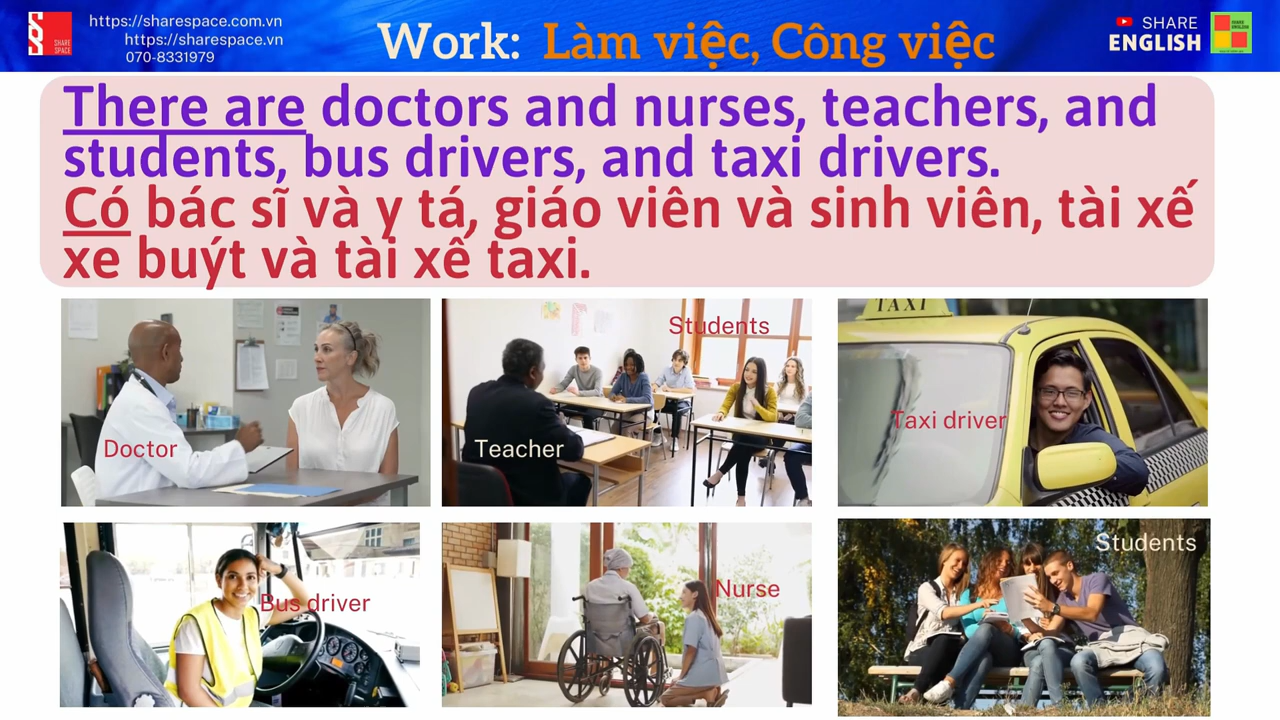 https://sharespace.com.vn
https://sharespace.vn
070-8331979
SHARE
SPACE
Work: Làm việc, Công việc
SHARE
ENGLISH
There are doctors and nurses, teachers, and
students, bus drivers, and taxi drivers.
Có bác sĩ và y tá, giáo viên và sinh viên, tài xế
xe buýt và tài xế taxi.
Doctor
Students
Teacher
TAXI
Taxi driver
Bus driver
Nurse
Students